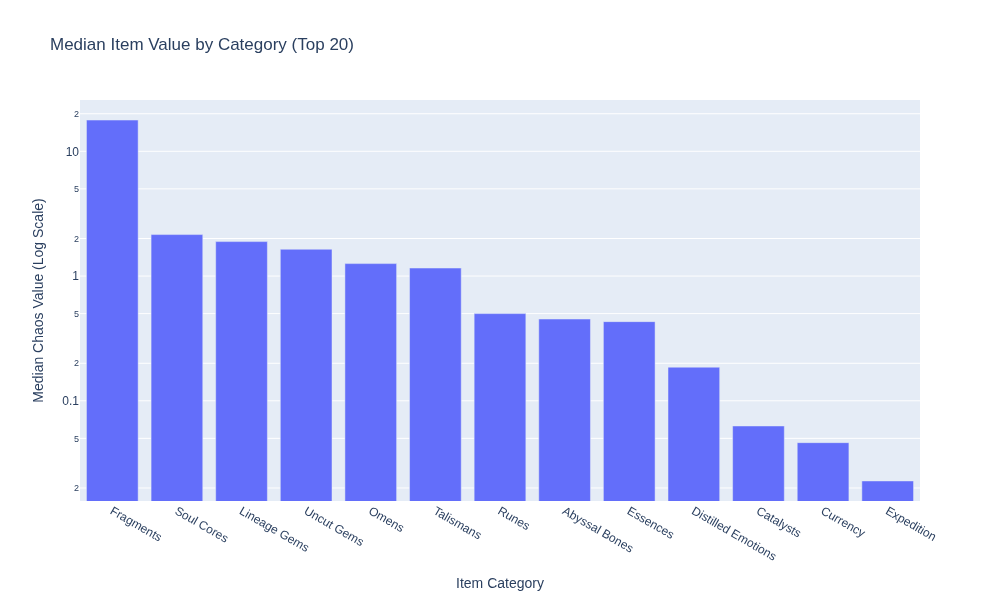 Median Item Value by Category (Top 20)
Median Chaos Value (Log Scale)
2
10
5
2
1
5
2
0.1
5
2
Fragments
Soul Cores
Lineage Gems
Uncut Gems
Omens
Talismans
Runes
Abyssal Bones
Essences
Distilled Emotions
Catalysts
Currency
Expedition
Item Category